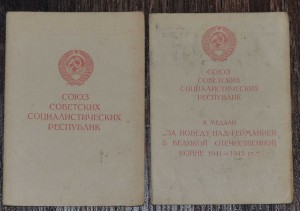 СОЮЗ
СОВЕТСКИХ
СОЦИАЛИСТИЧЕСКИХ
РЕСПУБЛИК
СОЮЗ
СОВЕТСКИХ
СОЦИАЛИСТИЧЕСКИХ
РЕСПУБЛИК
К МЕДАЛИ
„ЗА ПОБЕДУ НАД ГЕРМАНИЕЙ
В ВЕЛИКОЙ ОТЕЧЕСТВЕННОЙ
ВОЙНЕ 1941—1945 гг.“